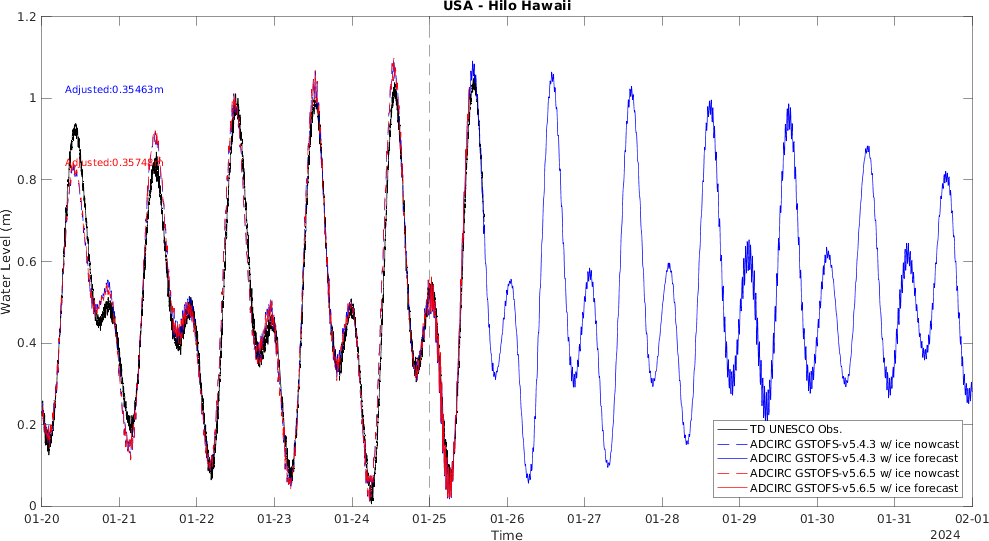 USA - Hilo Hawaii
Water Level (m)
1.2
1
0.8
0.6
0.4
0.2
0
Adjusted:0.35463m
Adjusted:0.35748m
TD UNESCO Obs.
ADCIRC GSTOFS-v5.4.3 w/ ice nowcast
ADCIRC GSTOFS-v5.4.3 w/ ice forecast
ADCIRC GSTOFS-v5.6.5 w/ ice nowcast
ADCIRC GSTOFS-v5.6.5 w/ ice forecast
01-20 01-21 01-22 01-23 01-24 01-25 01-26 01-27 01-28 01-29 01-30 01-31 02-01
Time
2024